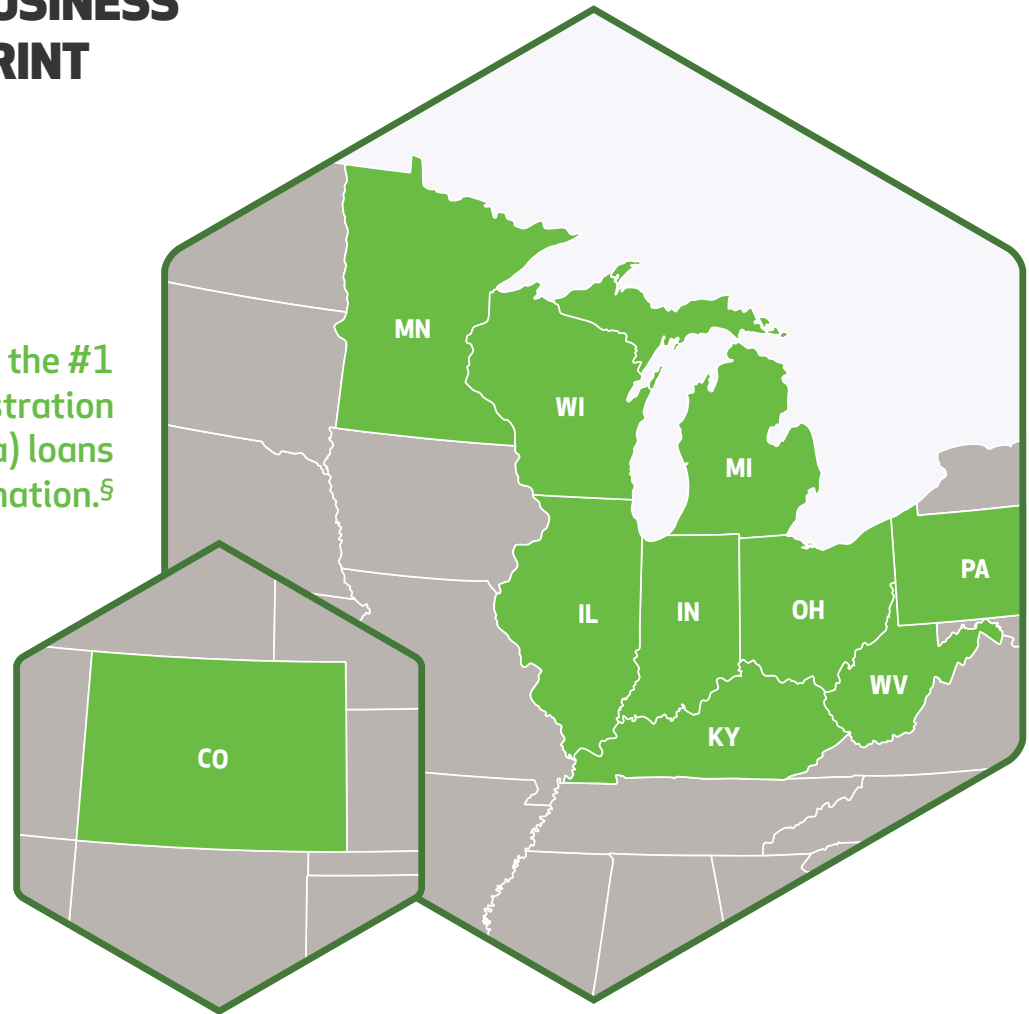 USINESS
RINT
the #1
stration
a) loans
nation.§
MN
WI
MI
PA
IL
IN
OH
WV
KY
CO